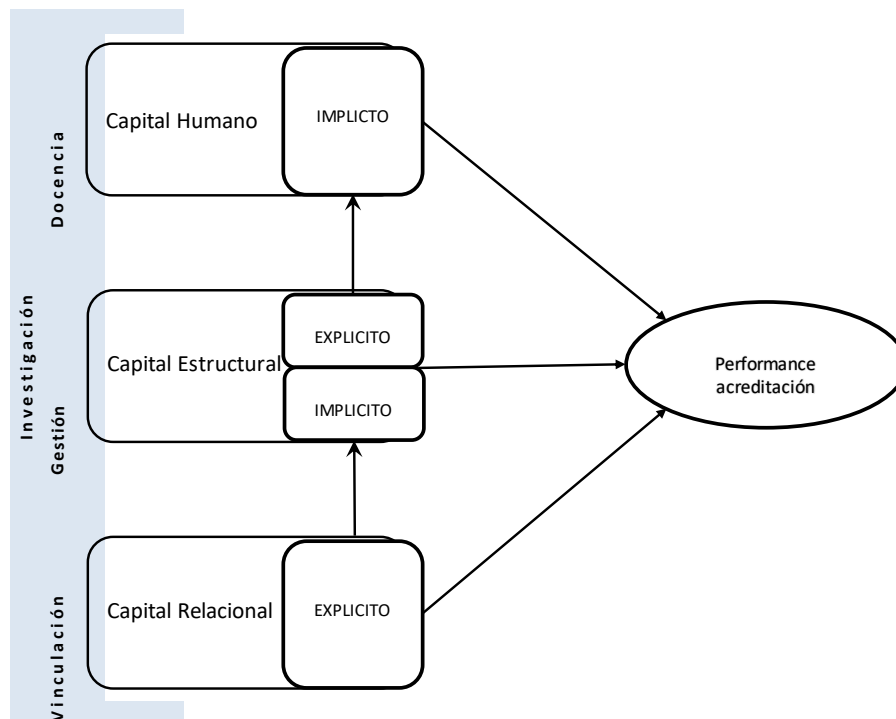 Investigación
Docencia
Gestión
Vinculación
Capital Humano
IMPLICTO
Capital Estructural
EXPLICITO
IMPLICITO
Capital Relacional
EXPLICITO
Performance
acreditación